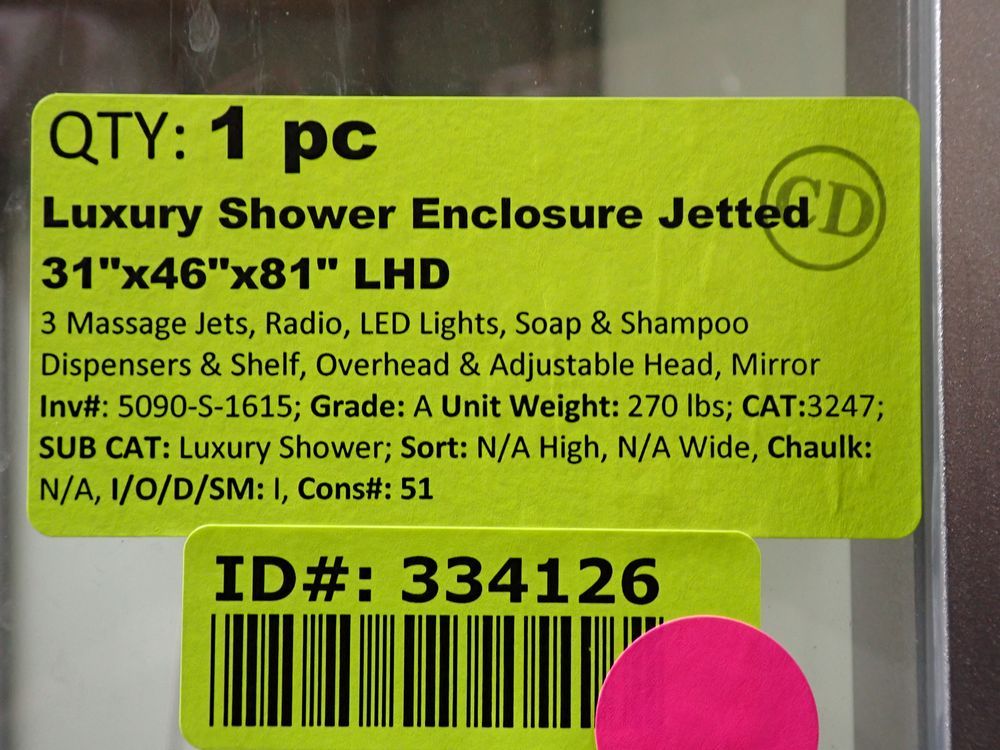 QTY: 1 pc
CD
Luxury Shower Enclosure Jetted
31"x46"x81" LHD
3 Massage Jets, Radio, LED Lights, Soap & Shampoo
Dispensers & Shelf, Overhead & Adjustable Head, Mirror
Inv#: 5090-S-1615; Grade: A Unit Weight: 270 lbs; CAT:3247;
SUB CAT: Luxury Shower; Sort: N/A High, N/A Wide, Chaulk:
N/A, I/O/D/SM: I, Cons#: 51
ID#: 334126